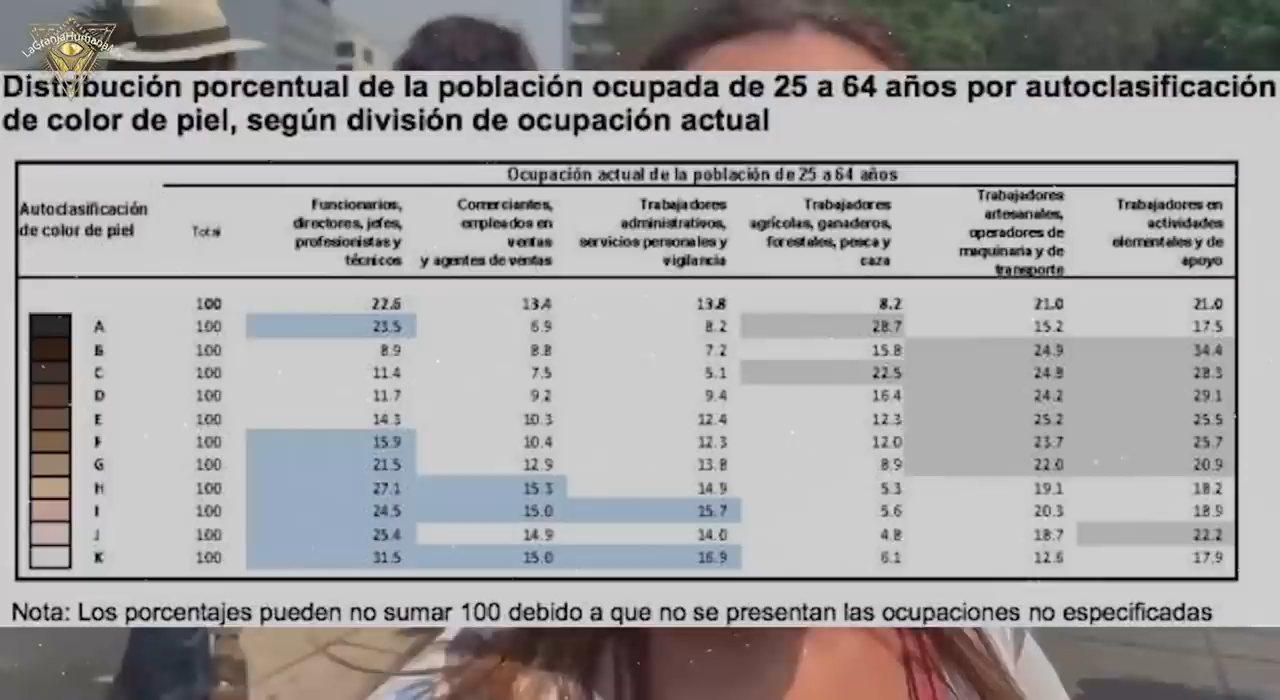 LaGranjaHumana
Distribución porcentual de la población ocupada de 25 a 64 años por autoclasificación
de color de piel, según división de ocupación actual
Ocupación actual de la población de 25 a 64 años
Autoclasificación
de color de piel
Total
Funcionarios,
directores, jefes,
profesionistas y
técnicos
Comerciantes,
empleados en
ventas
y agentes de ventas
Trabajadores
administrativos,
servicios personales y
vigilancia
Trabajadores
agrícolas, ganaderos,
forestales, pesca y
caza
Trabajadores
artesanales,
operadores de
maquinaria y de
transporte
Trabajadores en
actividades
elementales y de
apoyo
100 22.6 13.4 13.8 8.2 21.0 21.0
A 100 23.5 6.9 8.2 28.7 15.2 17.5
B 100 8.9 8.8 7.2 15.8 24.9 34.4
C 100 11.4 7.5 5.1 22.5 24.8 28.3
D 100 11.7 9.2 9.4 16.4 24.2 29.1
E 100 14.3 10.3 12.4 12.3 25.2 25.5
F 100 15.9 10.4 12.3 12.0 23.7 25.7
G 100 21.5 12.9 13.8 8.9 22.0 20.9
H 100 27.1 15.3 14.9 5.3 19.1 18.2
I 100 24.5 15.0 15.7 5.6 20.3 18.9
J 100 25.4 14.9 14.0 4.8 18.7 22.2
K 100 31.5 15.0 16.9 6.1 12.6 17.9
Nota: Los porcentajes pueden no sumar 100 debido a que no se presentan las ocupaciones no especificadas